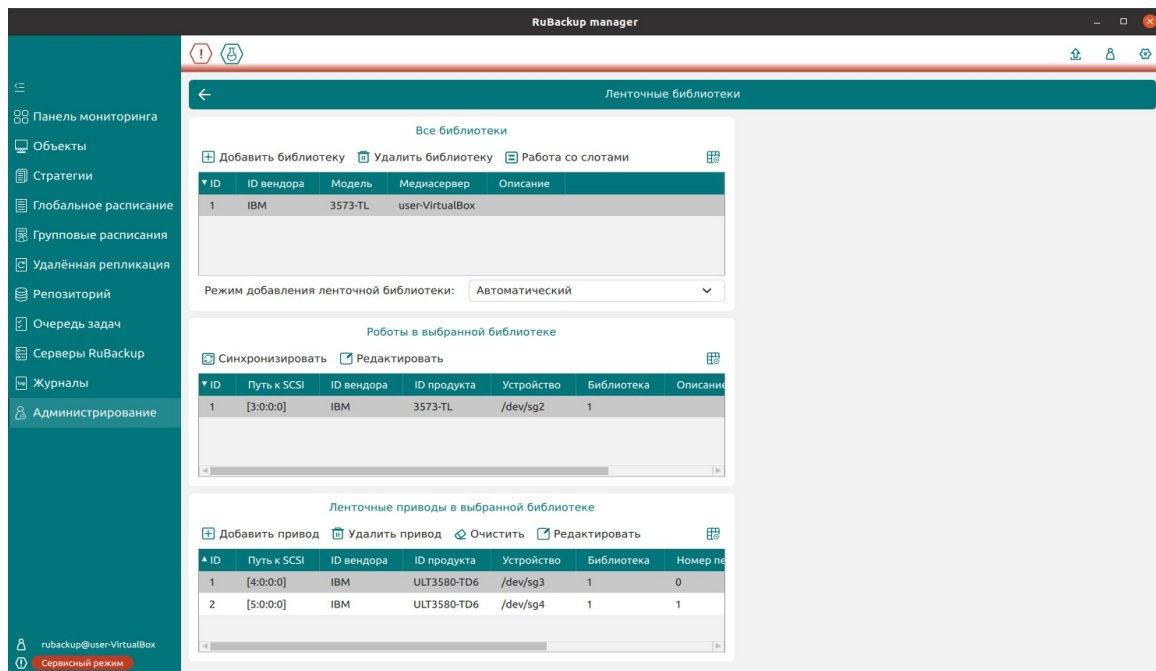 RuBackup manager
Ленточные библиотеки
Панель мониторинга
Объекты
Стратегии
Глобальное расписание
Групповые расписания
Удалённая репликация
Репозиторий
Очередь задач
Серверы RuBackup
Журналы
Администрирование
rubackup@user-VirtualBox
Сервисный режим
Все библиотеки
Добавить библиотеку Удалить библиотеку Работа со слотами
ID ID вендора Модель Медиасервер Описание
1 IBM 3573-TL user-VirtualBox
Режим добавления ленточной библиотеки: Автоматический
Роботы в выбранной библиотеке
Синхронизировать Редактировать
ID Путь к SCSI ID вендора ID продукта Устройство Библиотека Описание
1 [3:0:0:0] IBM 3573-TL /dev/sg2 1
Ленточные приводы в выбранной библиотеке
Добавить привод Удалить привод Очистить Редактировать
ID Путь к SCSI ID вендора ID продукта Устройство Библиотека Номер пе
1 [4:0:0:0] IBM ULT3580-TD6 /dev/sg3 1 0
2 [5:0:0:0] IBM ULT3580-TD6 /dev/sg4 1 1